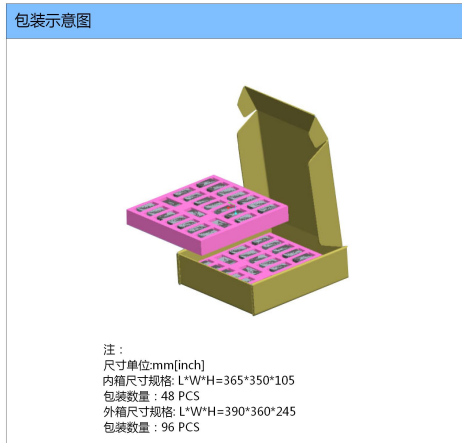 包装示意图
注：
尺寸单位:mm[inch]
内箱尺寸规格: L*W*H=365*350*105
包装数量：48 PCS
外箱尺寸规格: L*W*H=390*360*245
包装数量：96 PCS